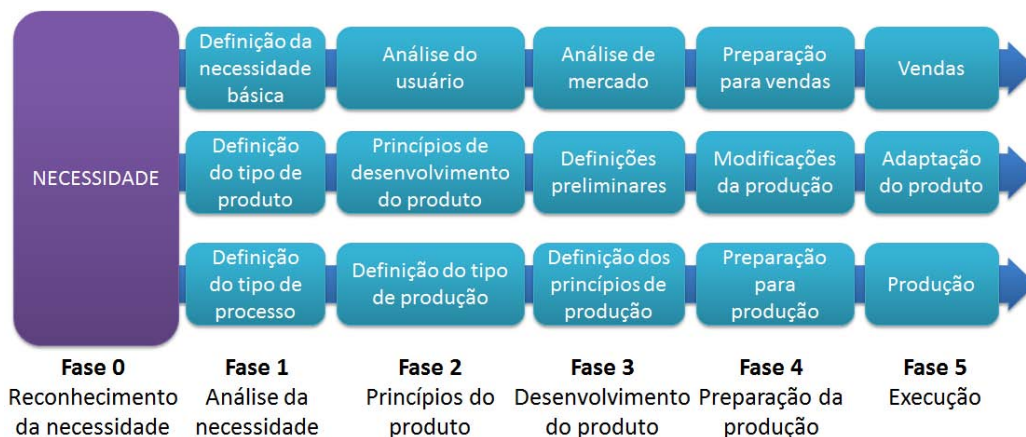 NECESSIDADE
Definição da
necessidade
básica
Análise do
usuário
Análise de
mercado
Preparação
para vendas
Vendas
Definição
do tipo de
produto
Princípios de
desenvolvimento
do produto
Definições
preliminares
Modificações
da produção
Adaptação
do produto
Definição
do tipo de
processo
Definição do tipo
de produção
Definição dos
princípios de
produção
Preparação
para
produção
Produção
Fase 0
Reconhecimento
da necessidade
Fase 1
Análise da
necessidade
Fase 2
Princípios do
produto
Fase 3
Desenvolvimento
do produto
Fase 4
Preparação da
produção
Fase 5
Execução